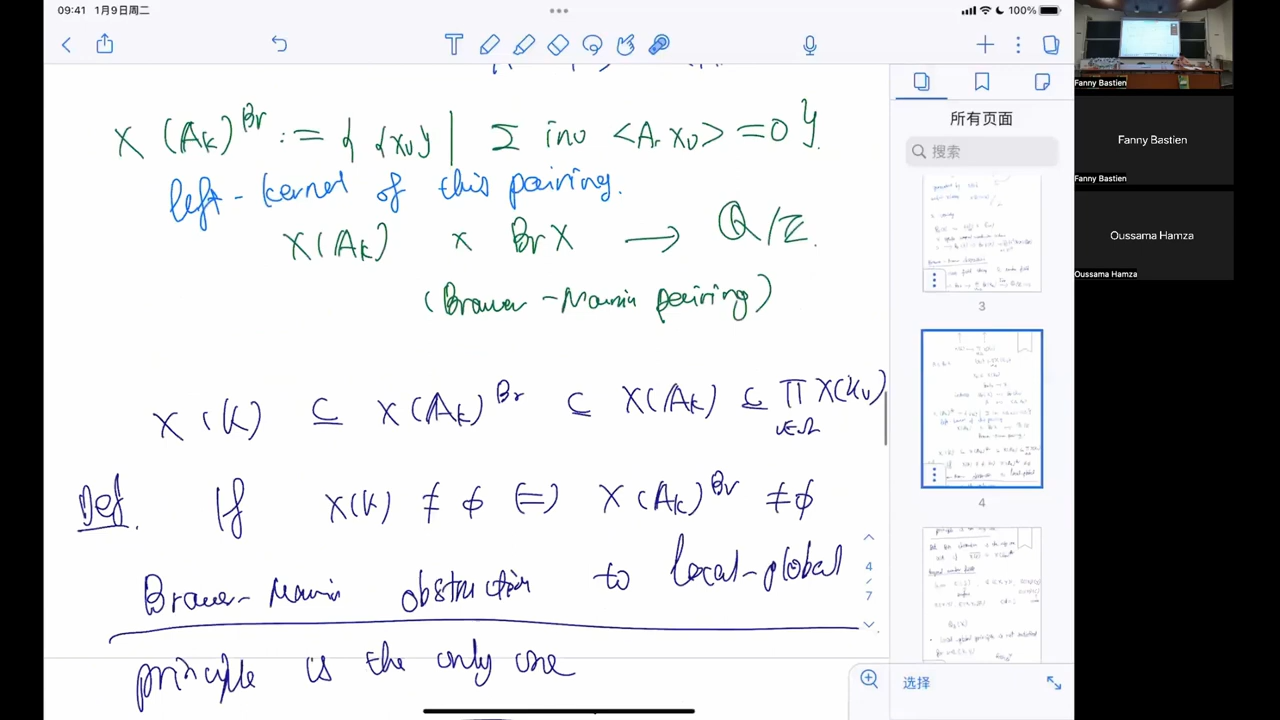 09:41 1月9日周二
100%
X(𝔸_K)^Br := { {x_v} | Σ inv <A, x_v> = 0 }.
left-kernel of this pairing.
X(𝔸_K) × Br X → ℚ/ℤ.
(Brauer-Manin pairing)
X(K) ⊆ X(𝔸_K)^Br ⊂ X(𝔸_K) ⊆ ∏_{v∈Ω} X(K_v)
Def. If X(K) ≠ ∅ (=) X(𝔸_K)^Br ≠ ∅
Brauer-Manin obstruction to local-global
principle is the only one
4
7
所有页面
搜索
3
4
选择
Fanny Bastien
Fanny Bastien
Fanny Bastien
Oussama Hamza
Oussama Hamza